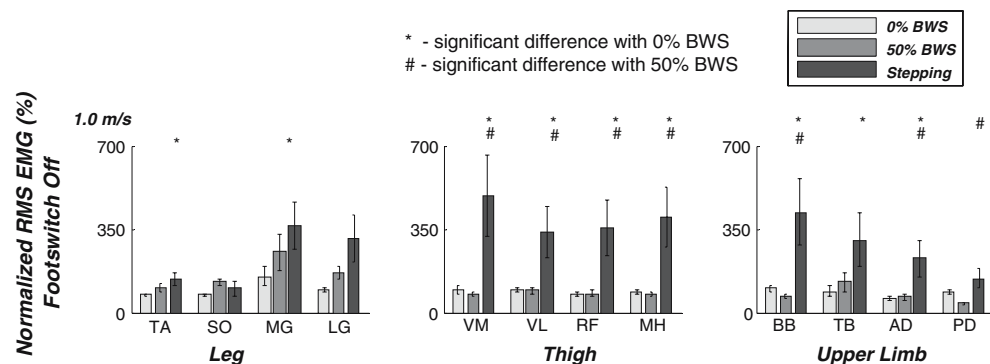 * - significant difference with 0% BWS
# - significant difference with 50% BWS
0% BWS
50% BWS
Stepping
Normalized RMS EMG (%)
Footswitch Off
1.0 m/s
* *
* * * *
# # # #
* * * #
# #
700 700 700
350 350 350
0 0 0
TA SO MG LG VM VL RF MH BB TB AD PD
Leg Thigh Upper Limb